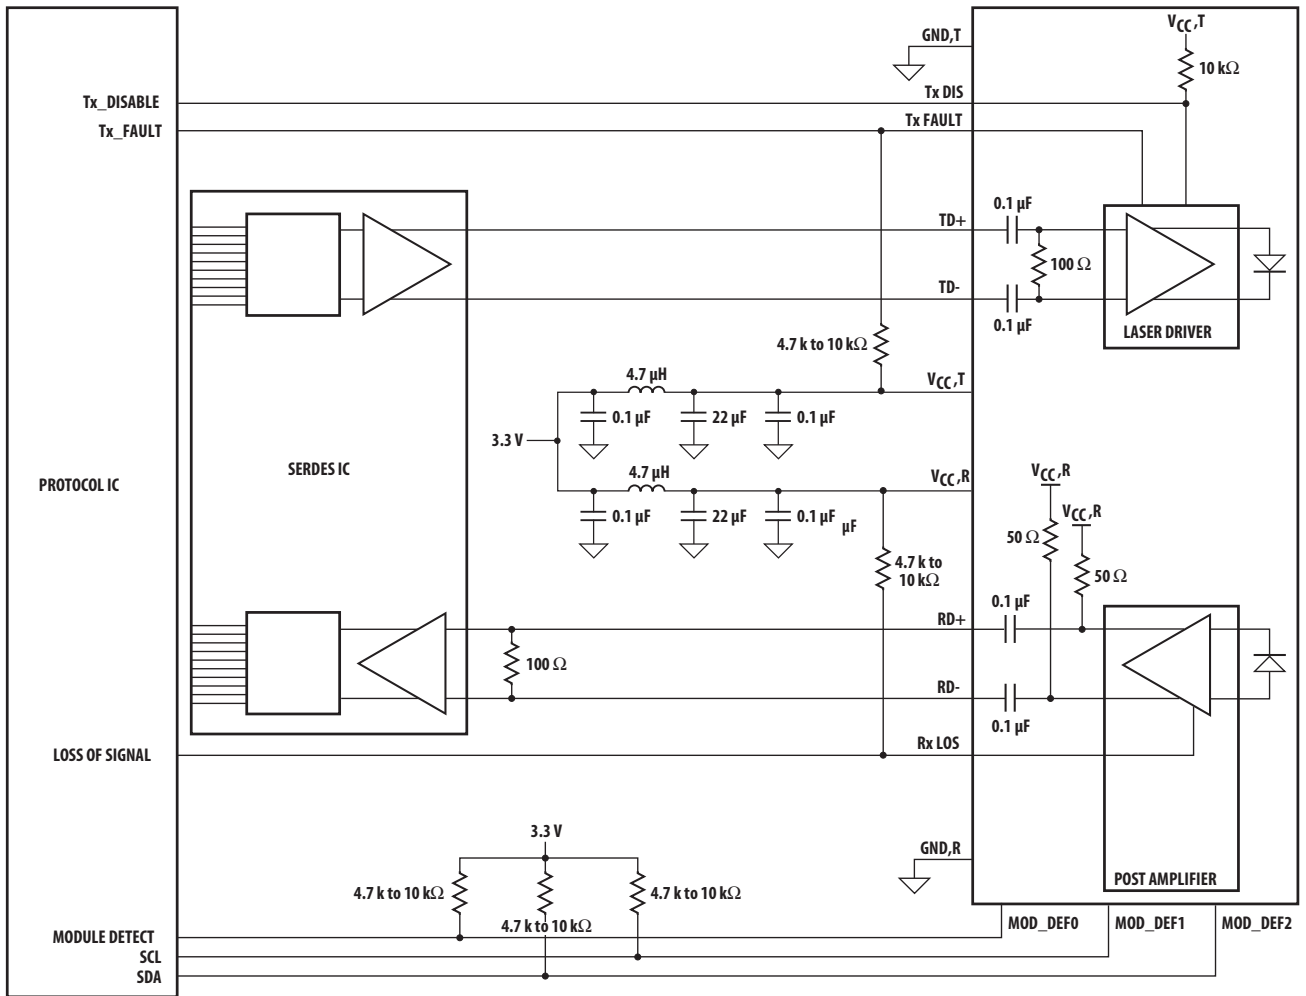 V_CC,T
GND,T
10 kΩ
Tx_DISABLE
Tx DIS
Tx_FAULT
Tx FAULT
0.1 µF
TD+
100 Ω
TD-
0.1 µF
LASER DRIVER
4.7 k to 10 kΩ
4.7 µH
V_CC,T
0.1 µF
22 µF
0.1 µF
3.3 V
SERDES IC
PROTOCOL IC
4.7 µH
V_CC,R
V_CC,R
0.1 µF
22 µF
0.1 µF
µF
V_CC,R
50 Ω
4.7 k to
10 kΩ
50 Ω
0.1 µF
RD+
100 Ω
RD-
0.1 µF
LOSS OF SIGNAL
Rx LOS
3.3 V
GND,R
POST AMPLIFIER
4.7 k to 10 kΩ
4.7 k to 10 kΩ
4.7 k to 10 kΩ
MODULE DETECT
MOD_DEF0
MOD_DEF1
MOD_DEF2
SCL
SDA